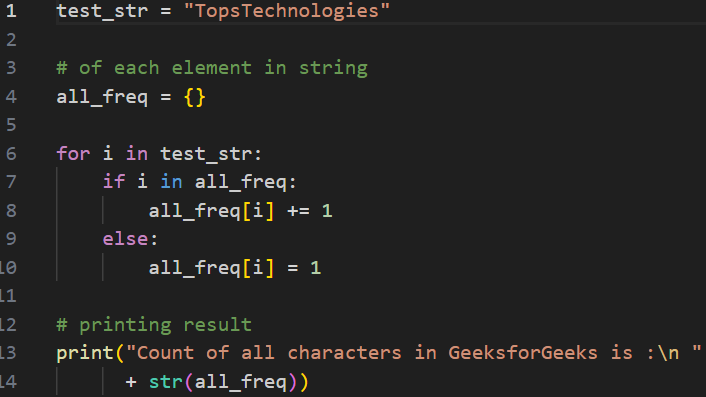 1 test_str = "TopsTechnologies"
2
3 # of each element in string
4 all_freq = {}
5
6 for i in test_str:
7 if i in all_freq:
8 all_freq[i] += 1
9 else:
10 all_freq[i] = 1
11
12 # printing result
13 print("Count of all characters in GeeksforGeeks is :\n "
14 + str(all_freq))